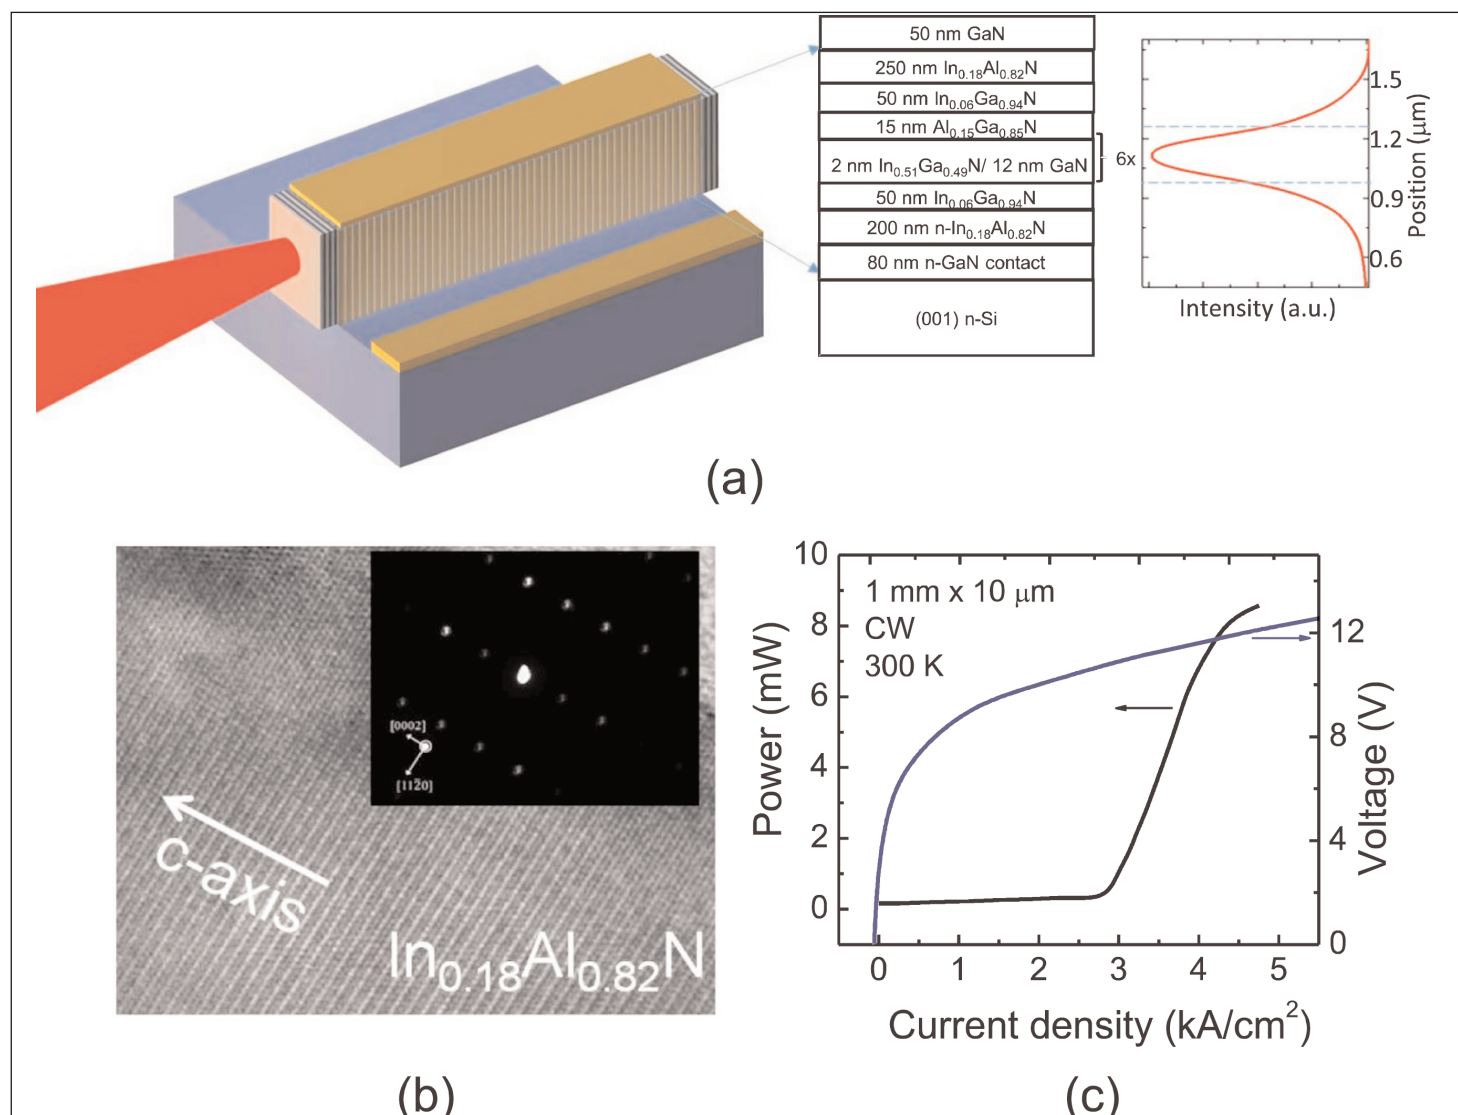 50 nm GaN
250 nm In0.18Al0.82N
50 nm In0.06Ga0.94N
15 nm Al0.15Ga0.85N
2 nm In0.51Ga0.49N/ 12 nm GaN
6x
50 nm In0.06Ga0.94N
200 nm n-In0.18Al0.82N
80 nm n-GaN contact
(001) n-Si
1.5
1.2
0.9
0.6
Position (μm)
Intensity (a.u.)
(a)
[0002]
[112̅0]
c-axis
In0.18Al0.82N
(b)
10
8
6
4
2
0
Power (mW)
1 mm x 10 μm
CW
300 K
12
8
4
0
Voltage (V)
0 1 2 3 4 5
Current density (kA/cm²)
(c)